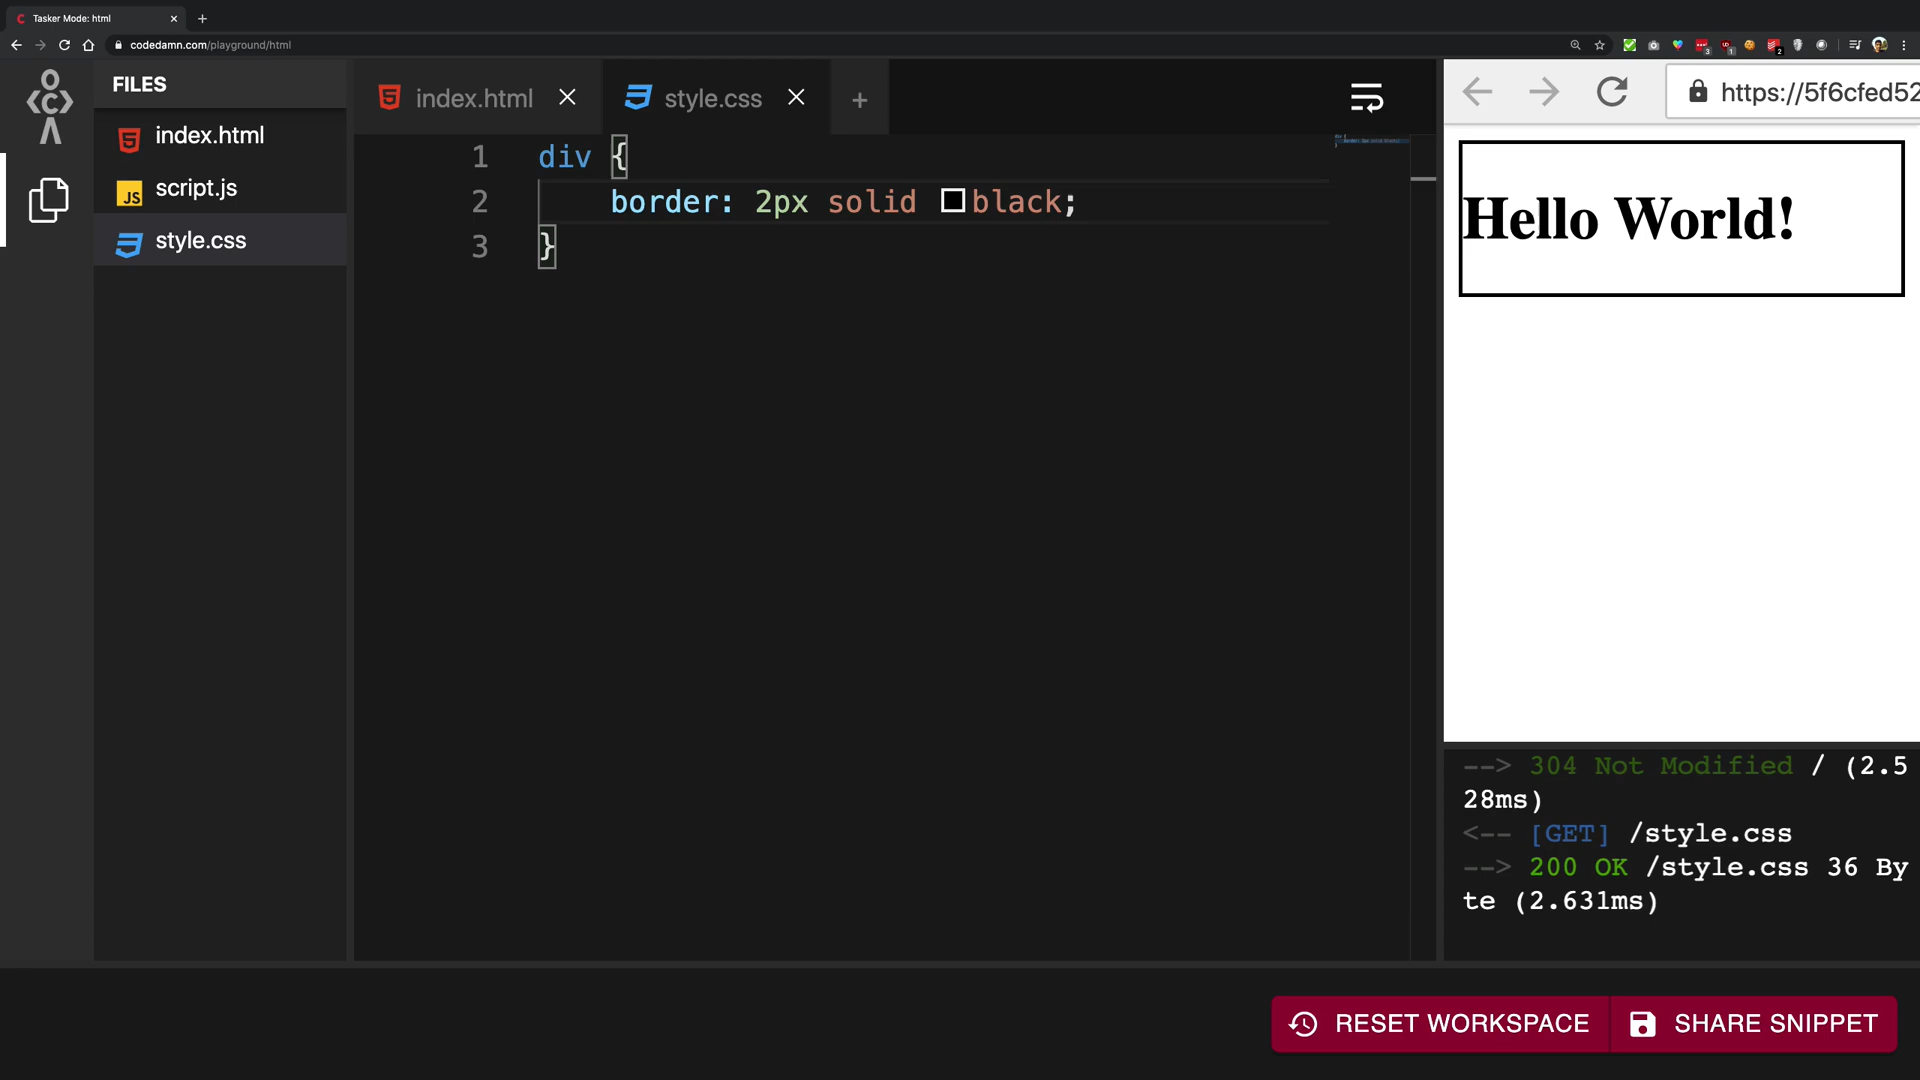 Tasker Mode: html
codedamn.com/playground/html
FILES
index.html
script.js
style.css
index.html
style.css
1 div {
2 border: 2px solid black;
3 }
https://5f6cfed52
Hello World!
--> 304 Not Modified / (2.5
28ms)
<-- [GET] /style.css
--> 200 OK /style.css 36 By
te (2.631ms)
RESET WORKSPACE
SHARE SNIPPET